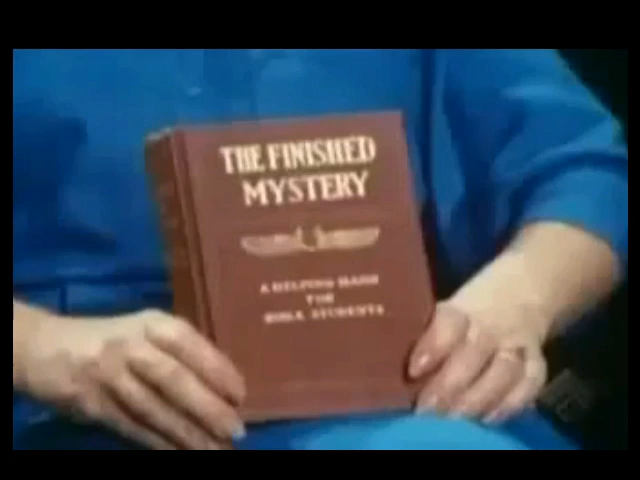 THE FINISHED
MYSTERY
A HELPING HAND
FOR
BIBLE STUDENTS